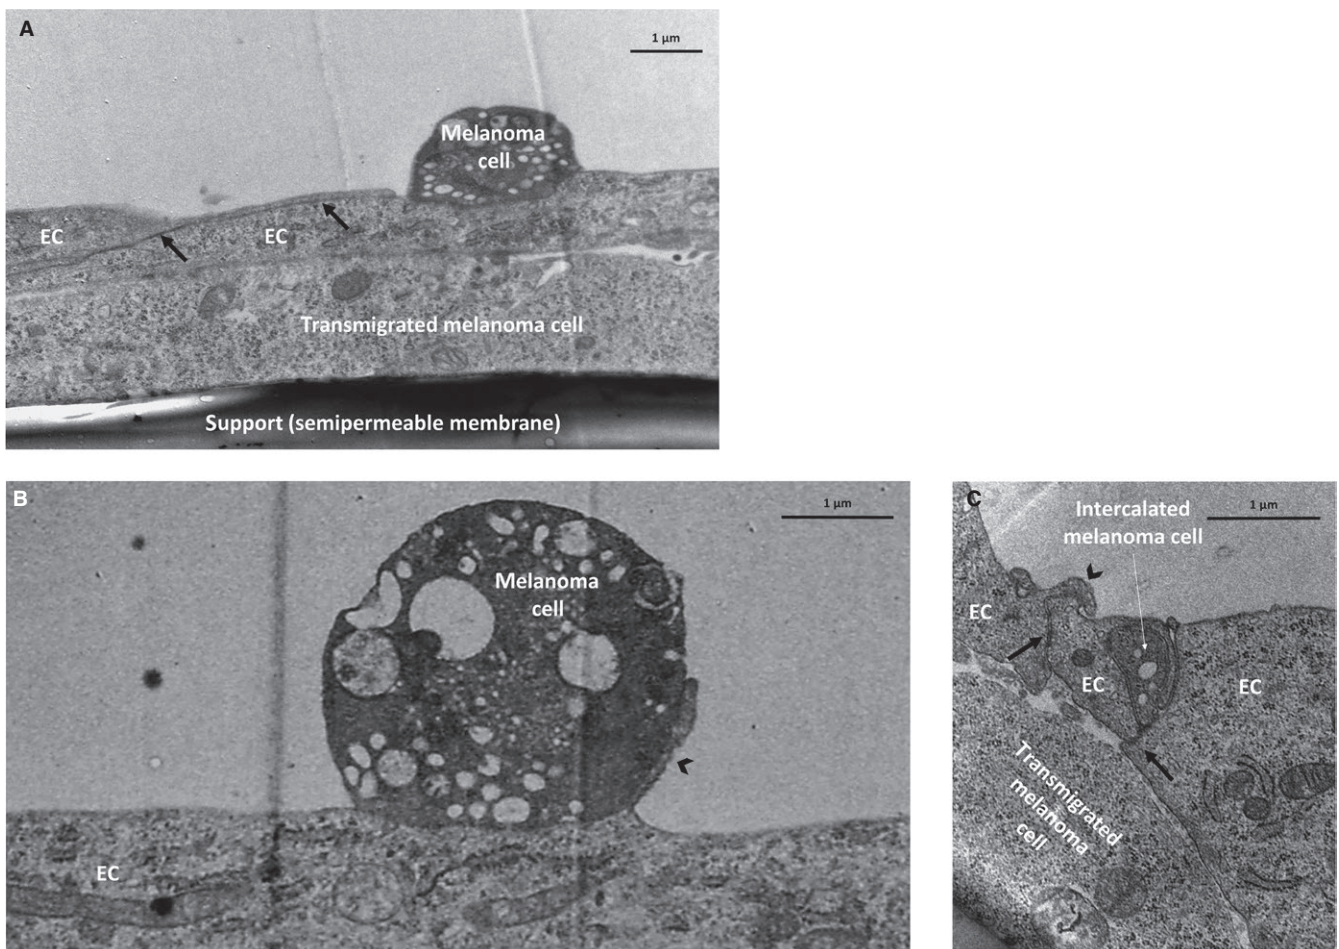 A
1 μm
Melanoma
cell
EC
EC
Transmigrated melanoma cell
Support (semipermeable membrane)
B
1 μm
Melanoma
cell
EC
C
Intercalated
melanoma cell
1 μm
EC
EC
EC
Transmigrated
melanoma
cell